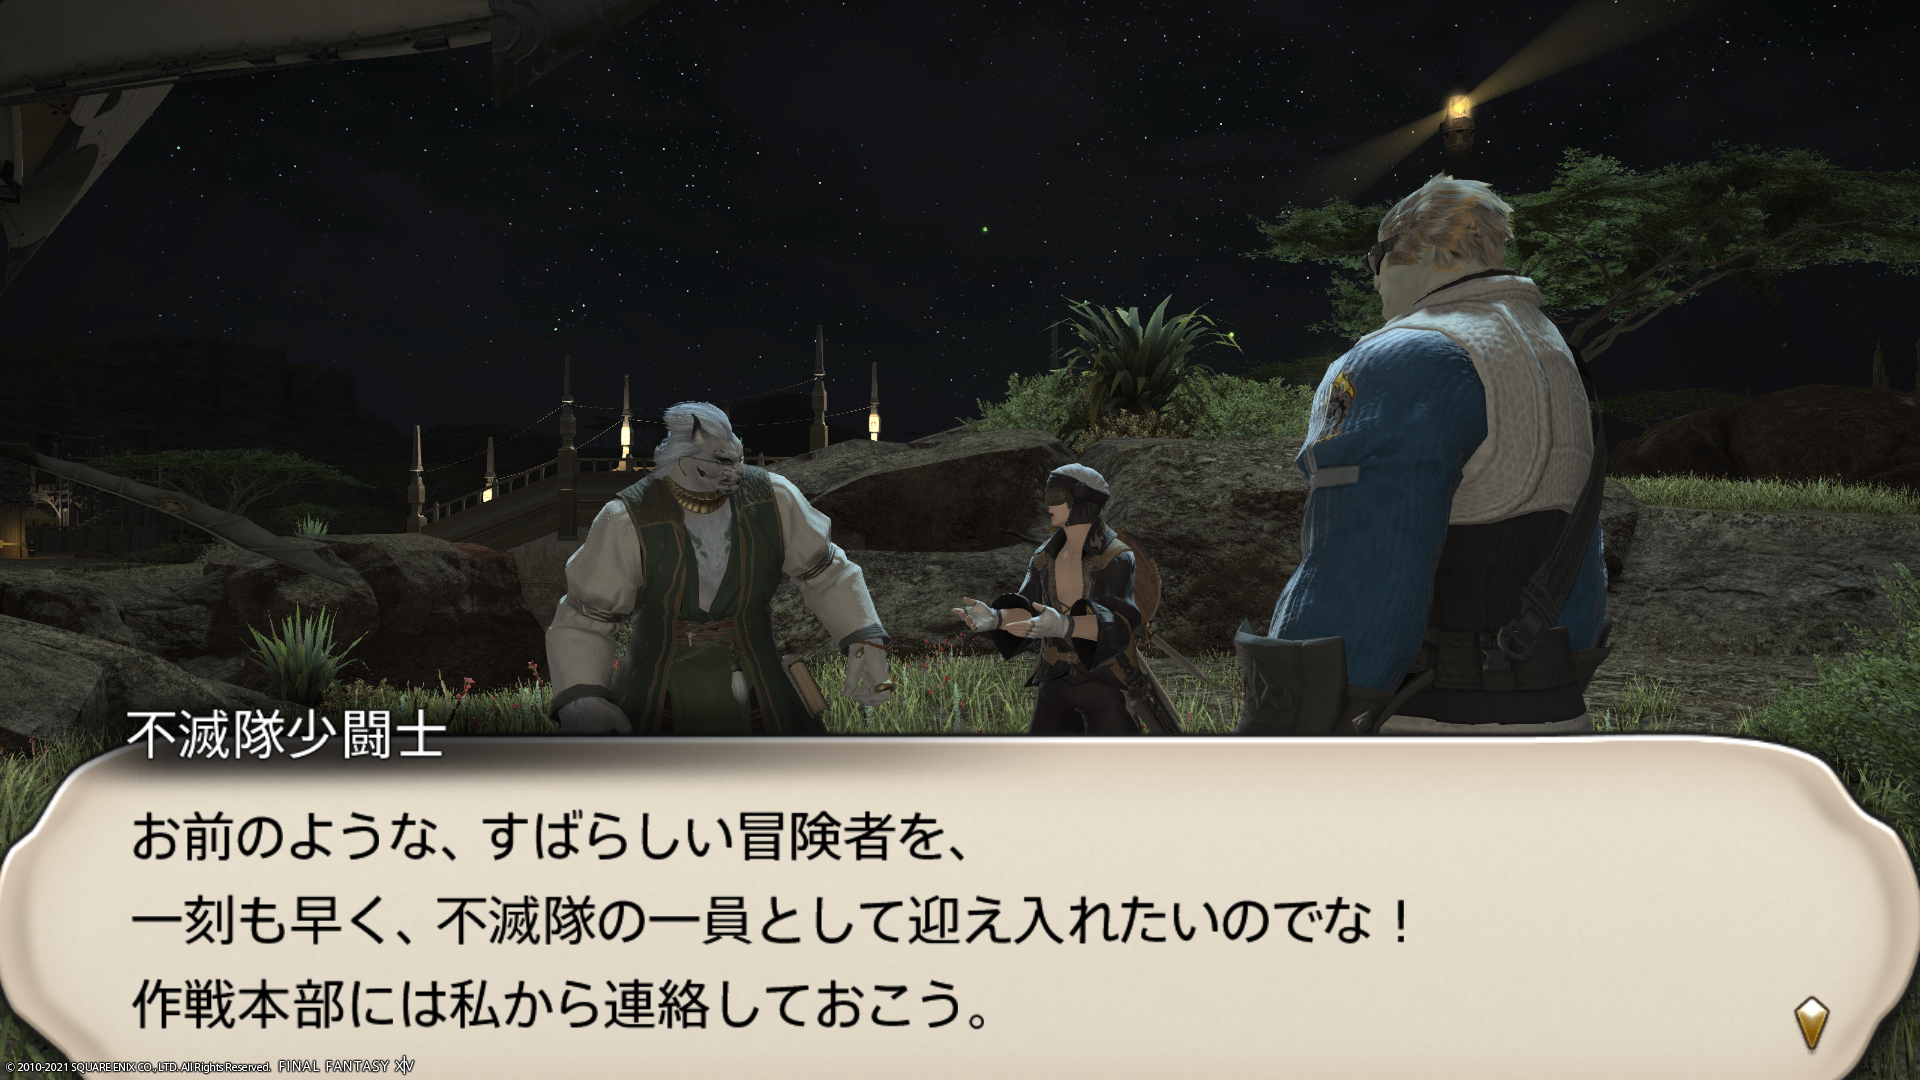 不滅隊少闘士
お前のような、すばらしい冒険者を、
一刻も早く、不滅隊の一員として迎え入れたいのでな！
作戦本部には私から連絡しておこう。
© 2010-2021 SQUARE ENIX CO., LTD. All Rights Reserved. FINAL FANTASY XIV